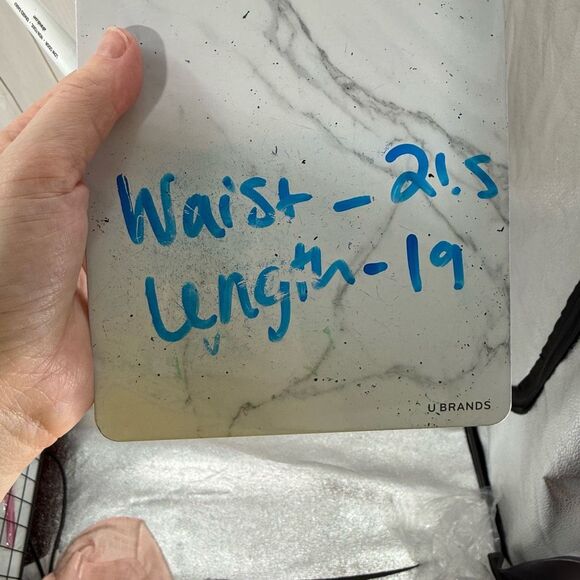 Waist - 21.5
Length - 19
U BRANDS